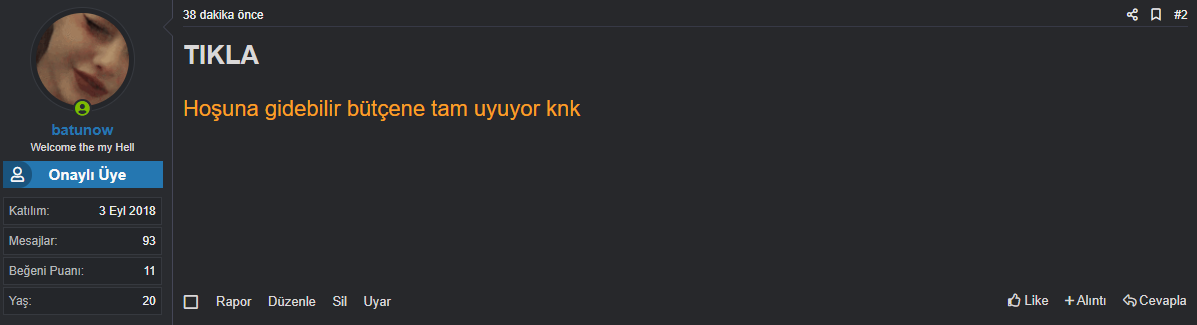 batunow
Welcome the my Hell
Onaylı Üye
Katılım: 3 Eyl 2018
Mesajlar: 93
Beğeni Puanı: 11
Yaş: 20
38 dakika önce #2
TIKLA
Hoşuna gidebilir bütçene tam uyuyor knk
Rapor Düzenle Sil Uyar Like +Alıntı Cevapla